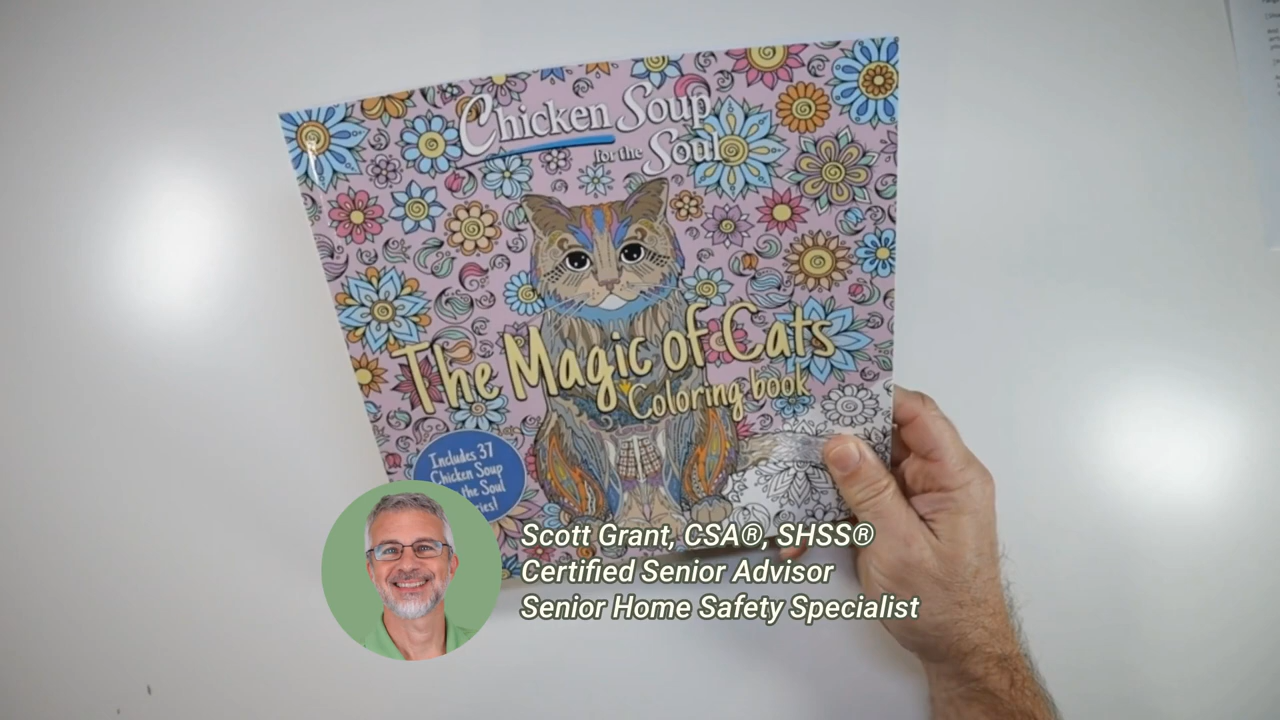 Chicken Soup
for the Soul
The Magic of Cats
Coloring book
Includes 37
Chicken Soup
the Soul
Scott Grant, CSA®, SHSS®
Certified Senior Advisor
Senior Home Safety Specialist